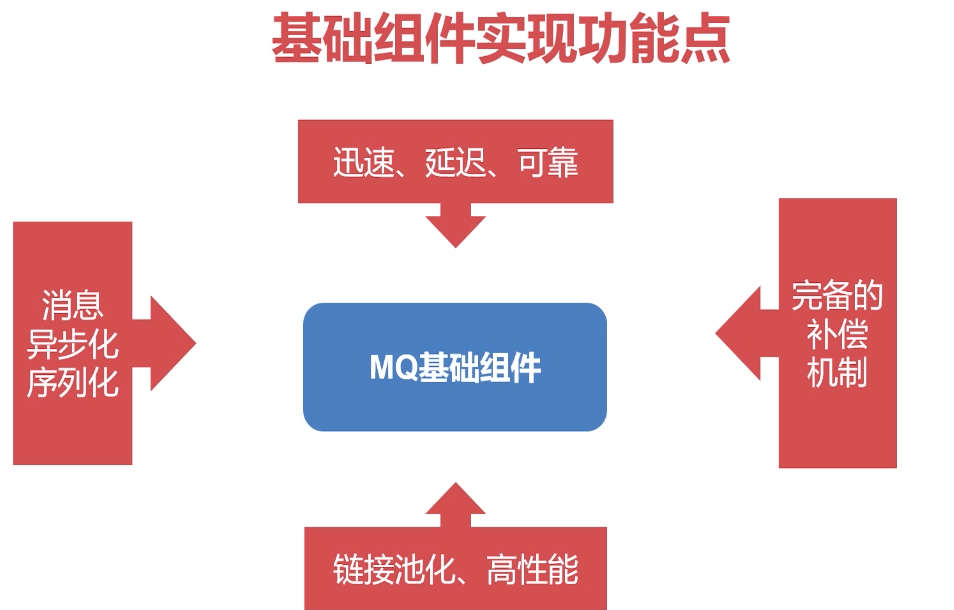 基础组件实现功能点
迅速、延迟、可靠
消息
异步化
序列化
MQ基础组件
完备的
补偿
机制
链接池化、高性能